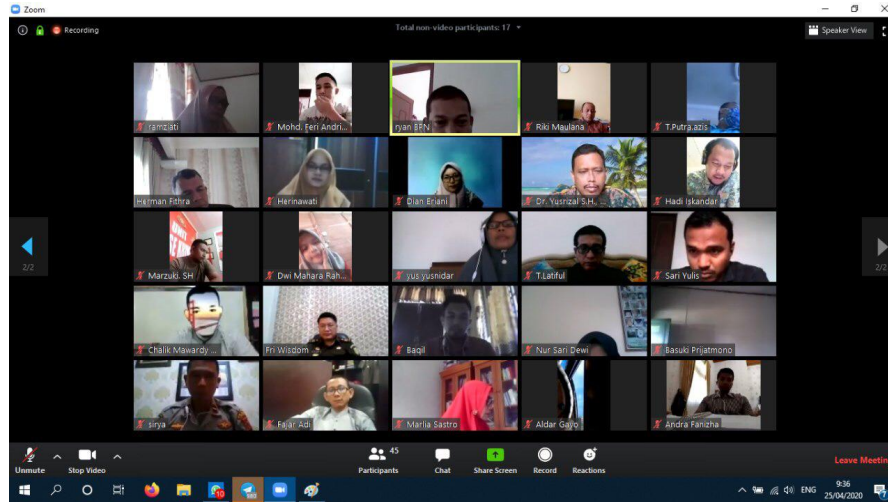 Zoom
Recording
Total non-video participants: 17
Speaker View
ramziati
Mohd. Feri Andri...
ryan BPN
Riki Maulana
T.Putra.azis
Herman Fithra
Herinawati
Dian Eriani
Dr. Yusrizal S.H., ...
Hadi Iskandar
2/2
2/2
Marzuki. SH
Dwi Mahara Rah...
yus yusnidar
T.Latiful
Sari Yulis
Chalik Mawardy ...
Fri Wisdom
Baqil
Nur Sari Dewi
Basuki Prijatmono
sirya
Fajar Adi
Marlia Sastro
Aldar Gayo
Andra Fanizha
45
Unmute
Stop Video
Participants
Chat
Share Screen
Record
Reactions
Leave Meetin
10
ENG
9:36
25/04/2020